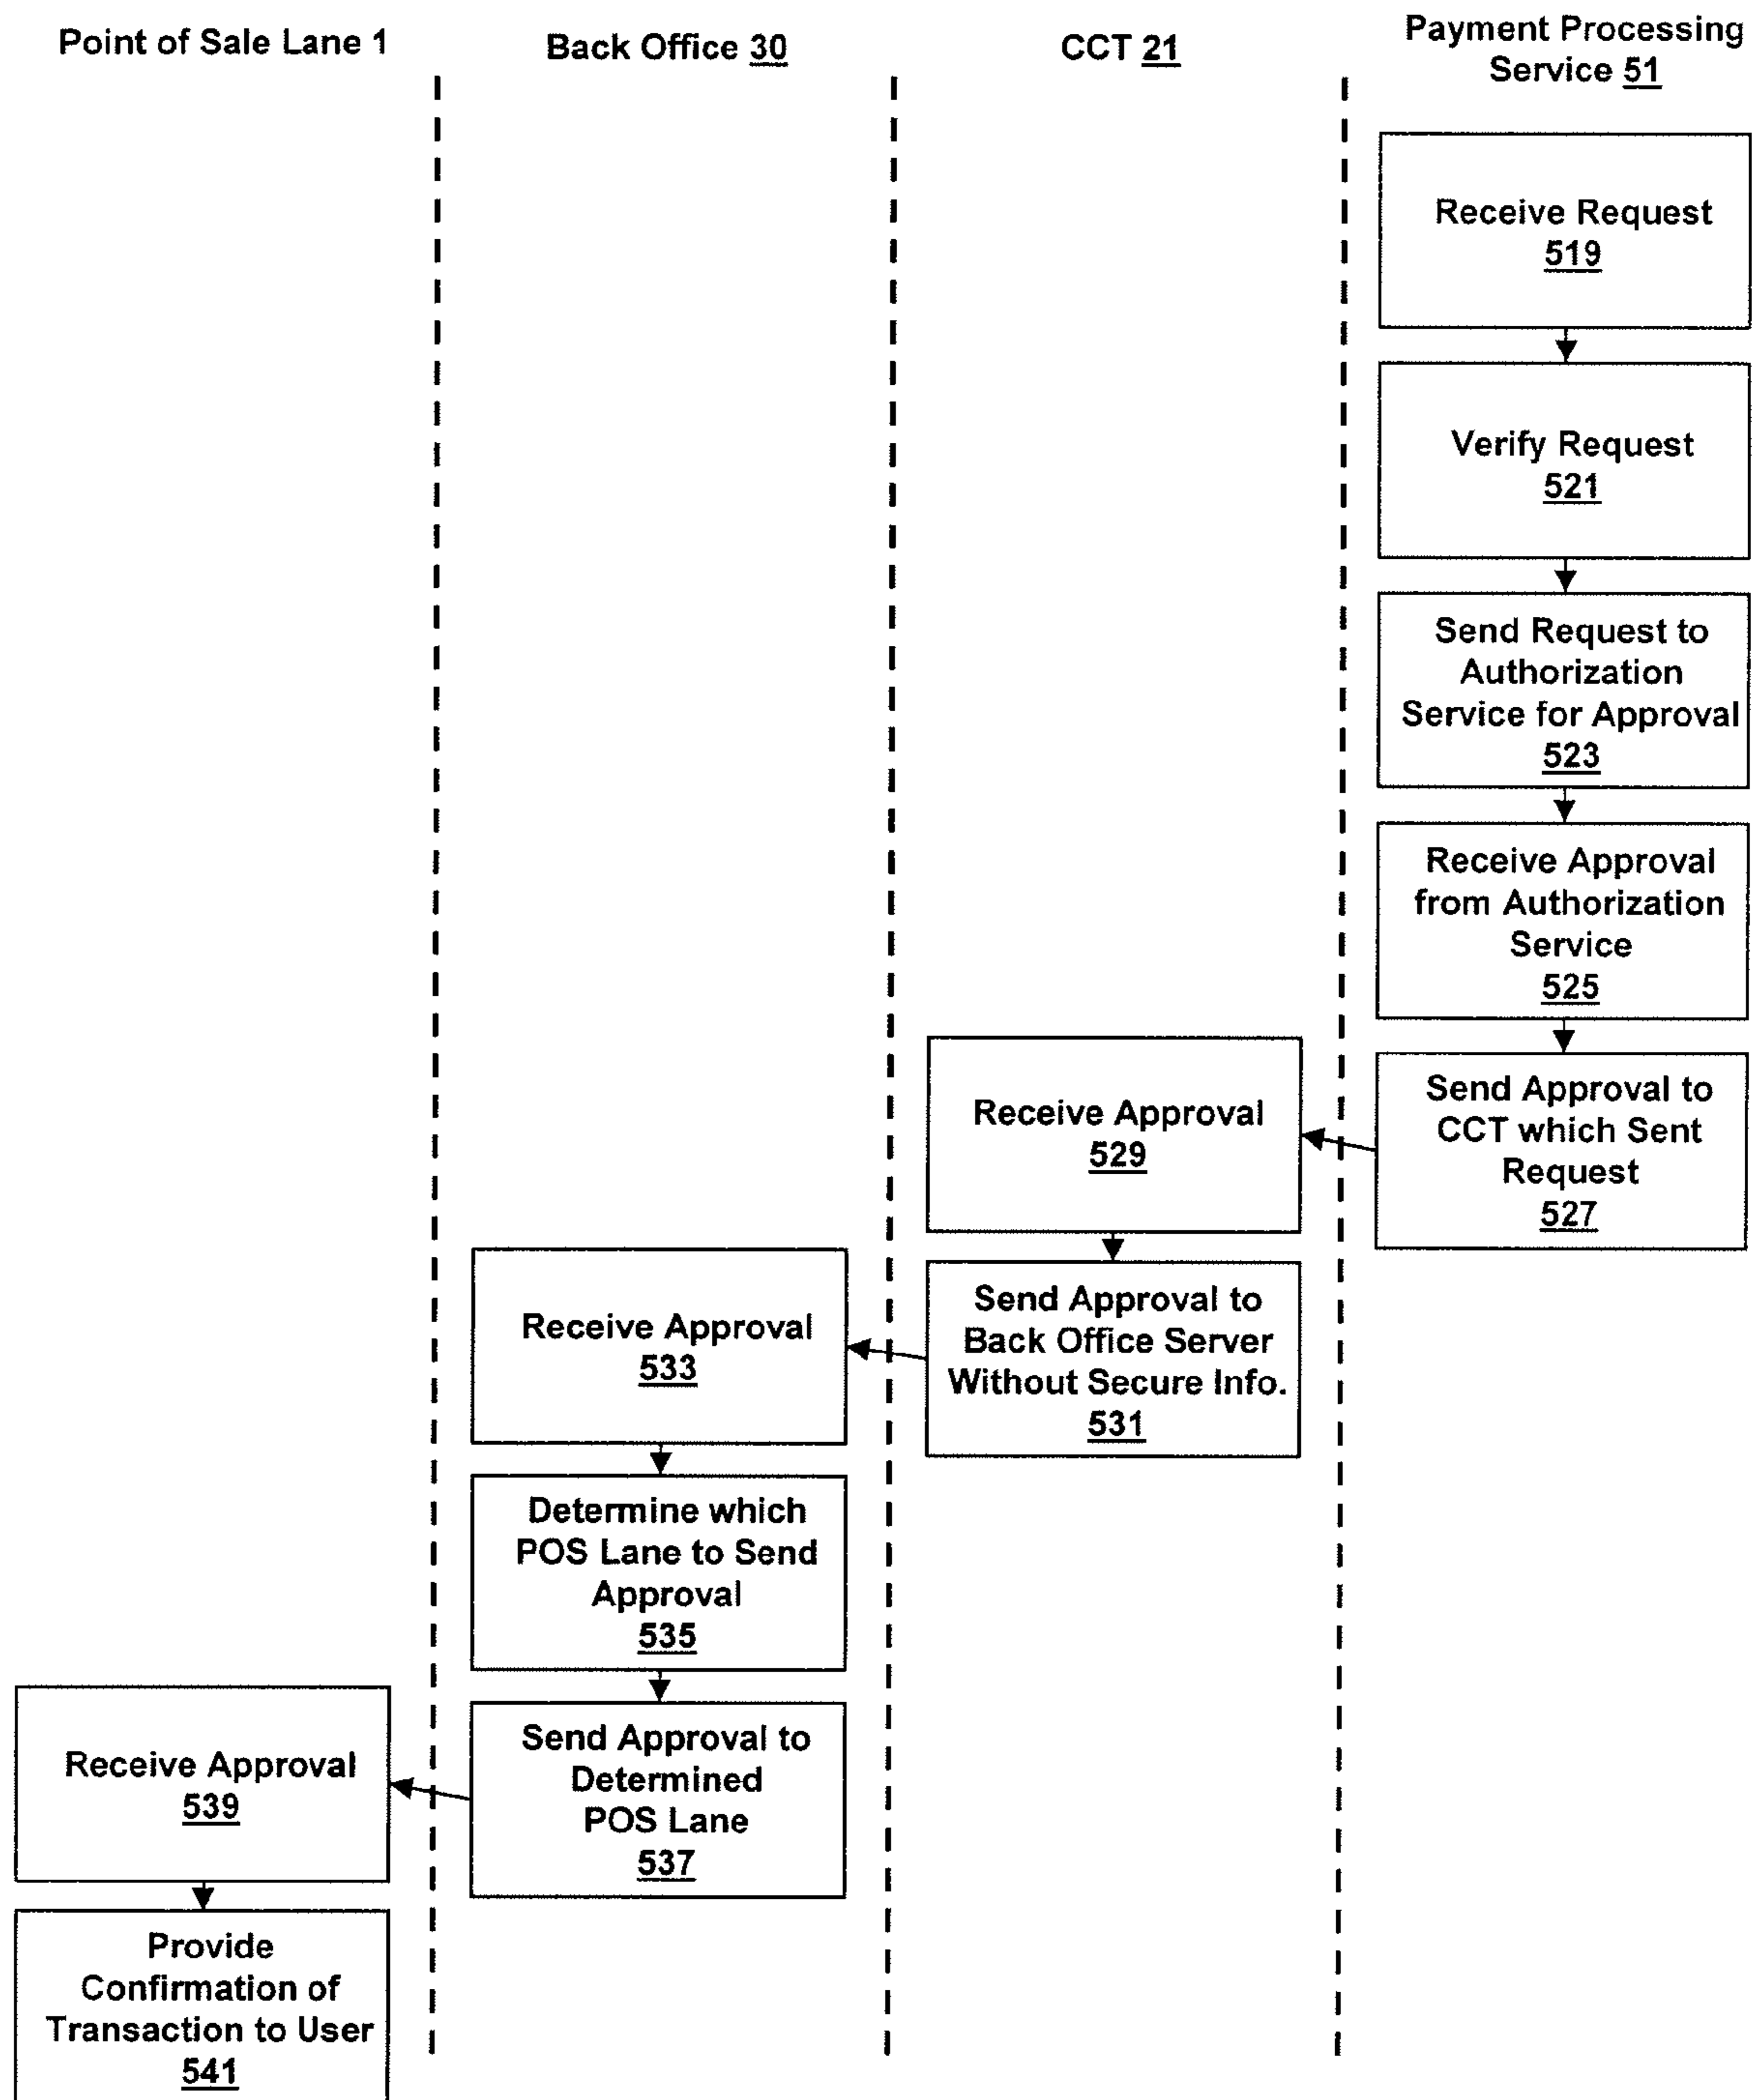 Point of Sale Lane 1
Back Office 30
CCT 21
Payment Processing
Service 51
Receive Request
519
Verify Request
521
Send Request to
Authorization
Service for Approval
523
Receive Approval
from Authorization
Service
525
Send Approval to
CCT which Sent
Request
527
Receive Approval
529
Send Approval to
Back Office Server
Without Secure Info.
531
Receive Approval
533
Determine which
POS Lane to Send
Approval
535
Send Approval to
Determined
POS Lane
537
Receive Approval
539
Provide
Confirmation of
Transaction to User
541